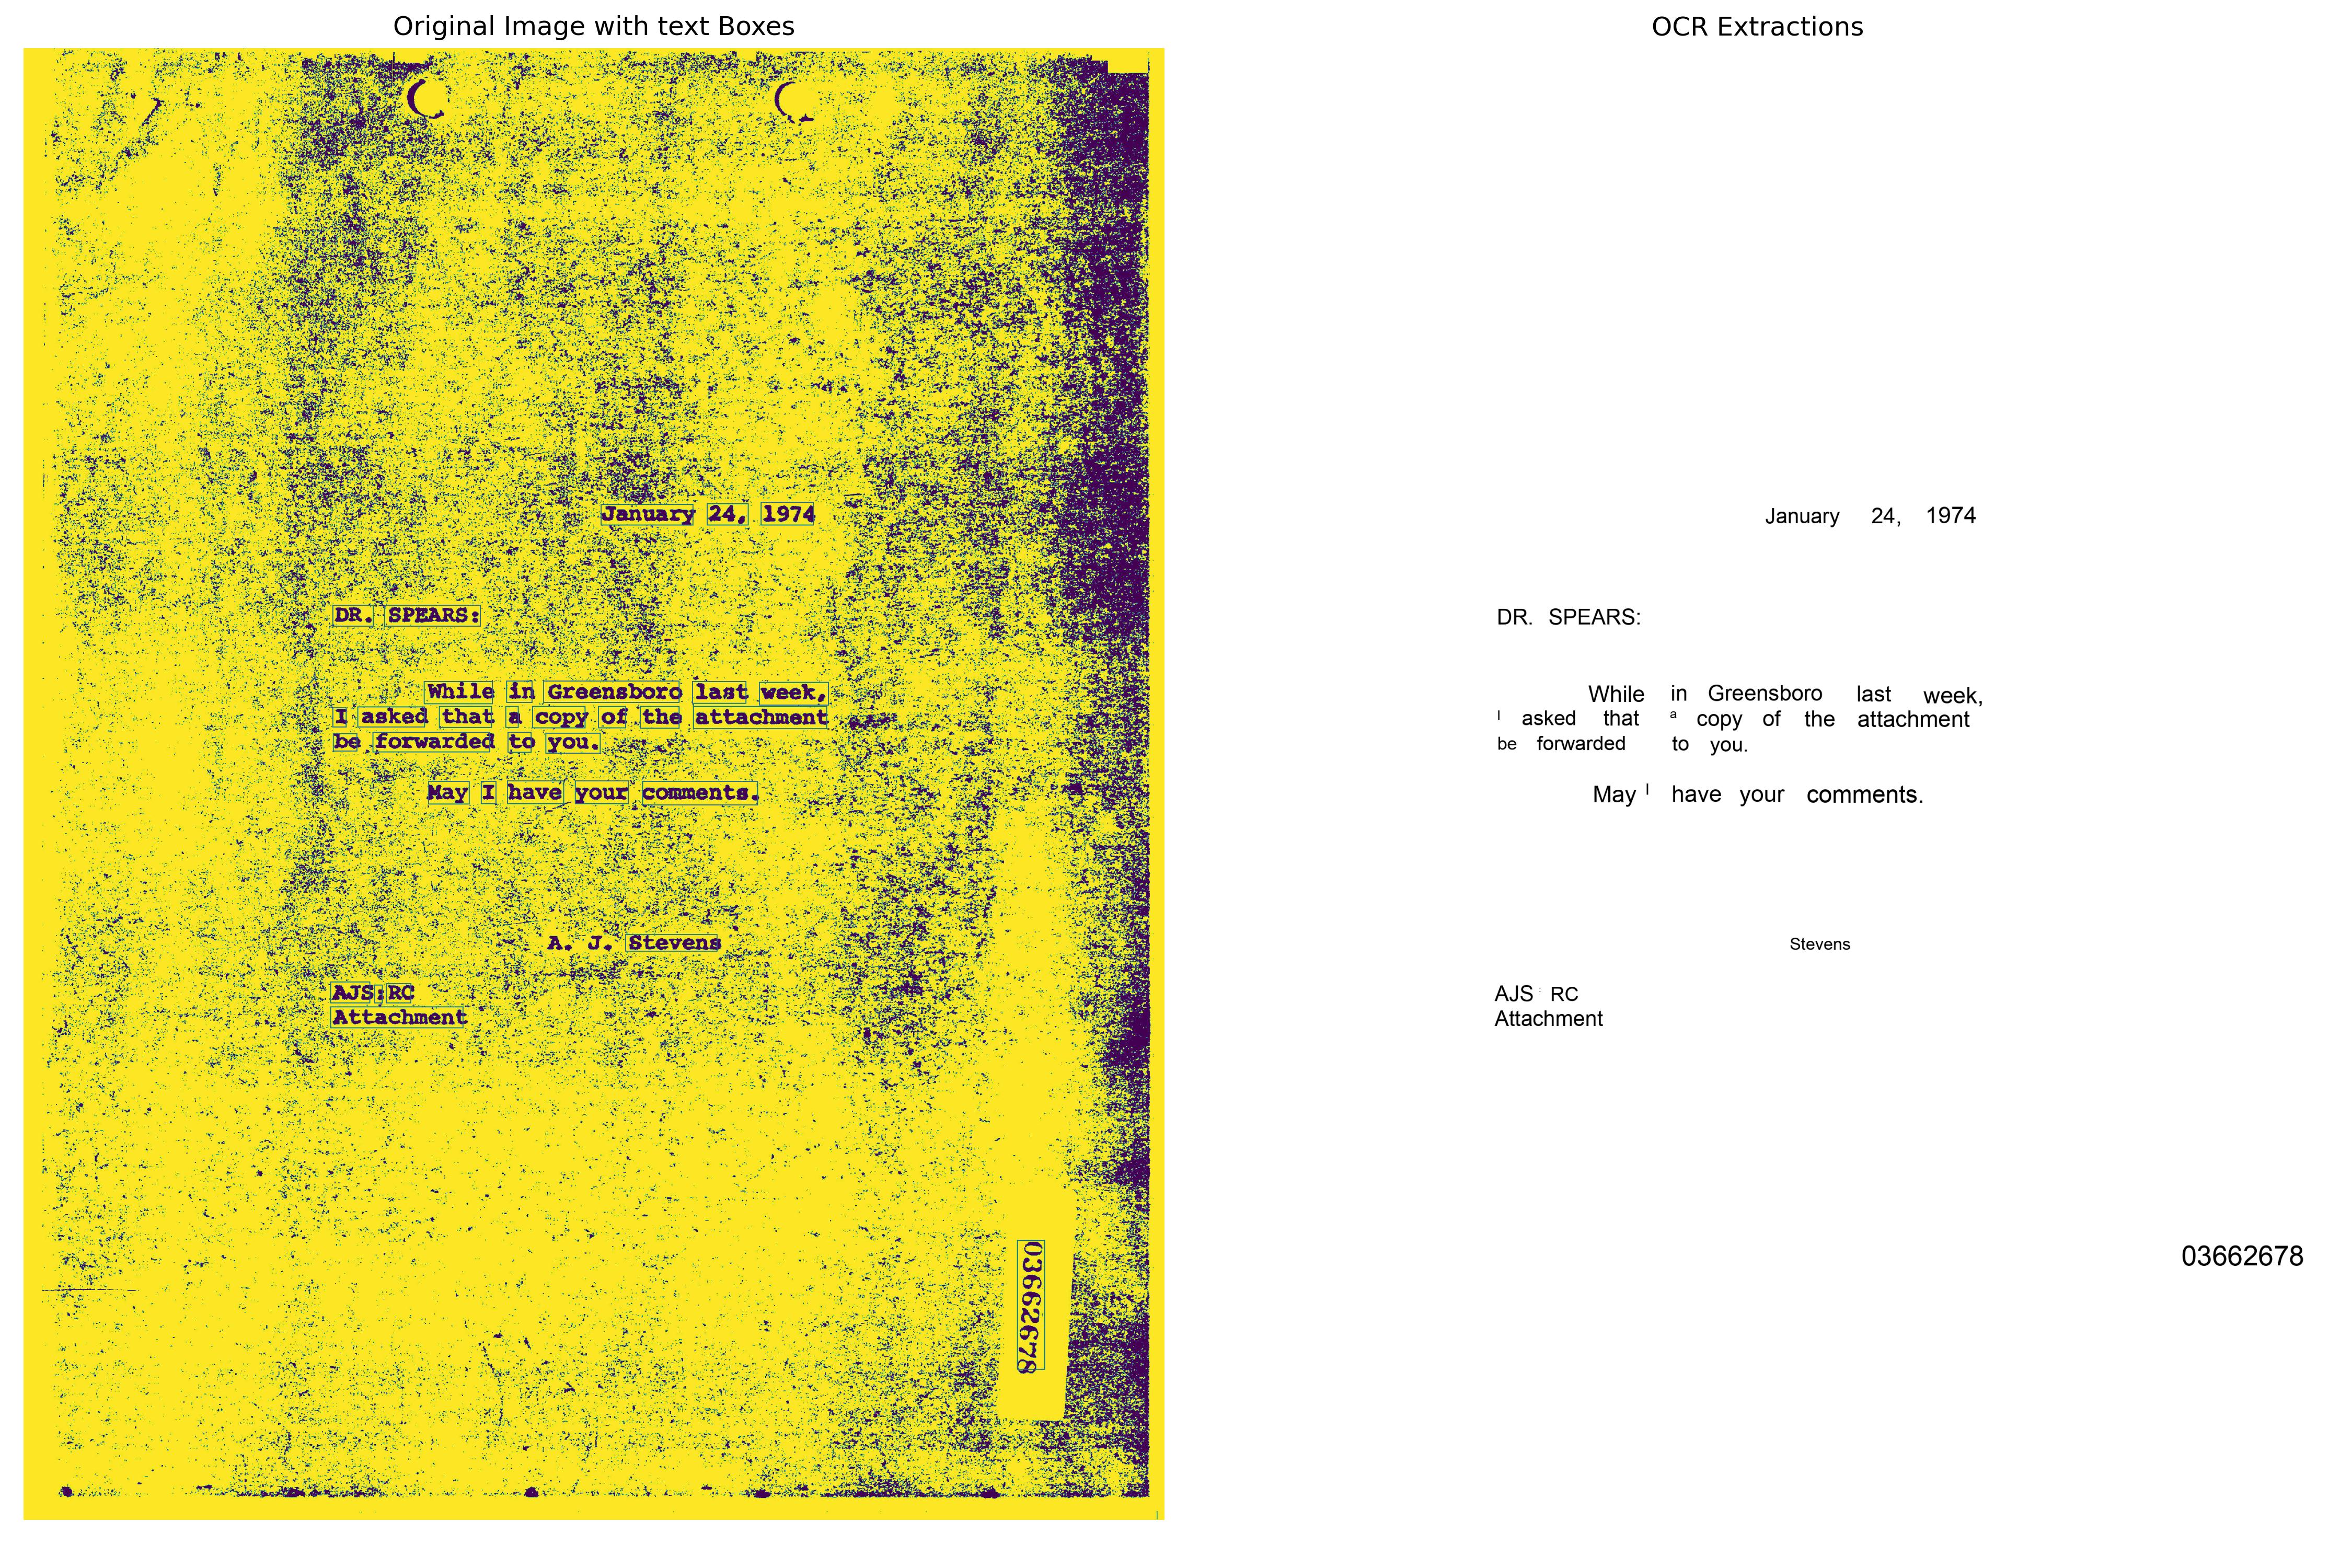 Original Image with text Boxes
January 24, 1974
DR. SPEARS:
While in Greensboro last week,
I asked that a copy of the attachment
be forwarded to you.
May I have your comments.
A. J. Stevens
AJS:RC
Attachment
03662678
OCR Extractions
January 24, 1974
DR. SPEARS:
While in Greensboro last week,
I asked that a copy of the attachment
be forwarded to you.
May I have your comments.
Stevens
AJS : RC
Attachment
03662678